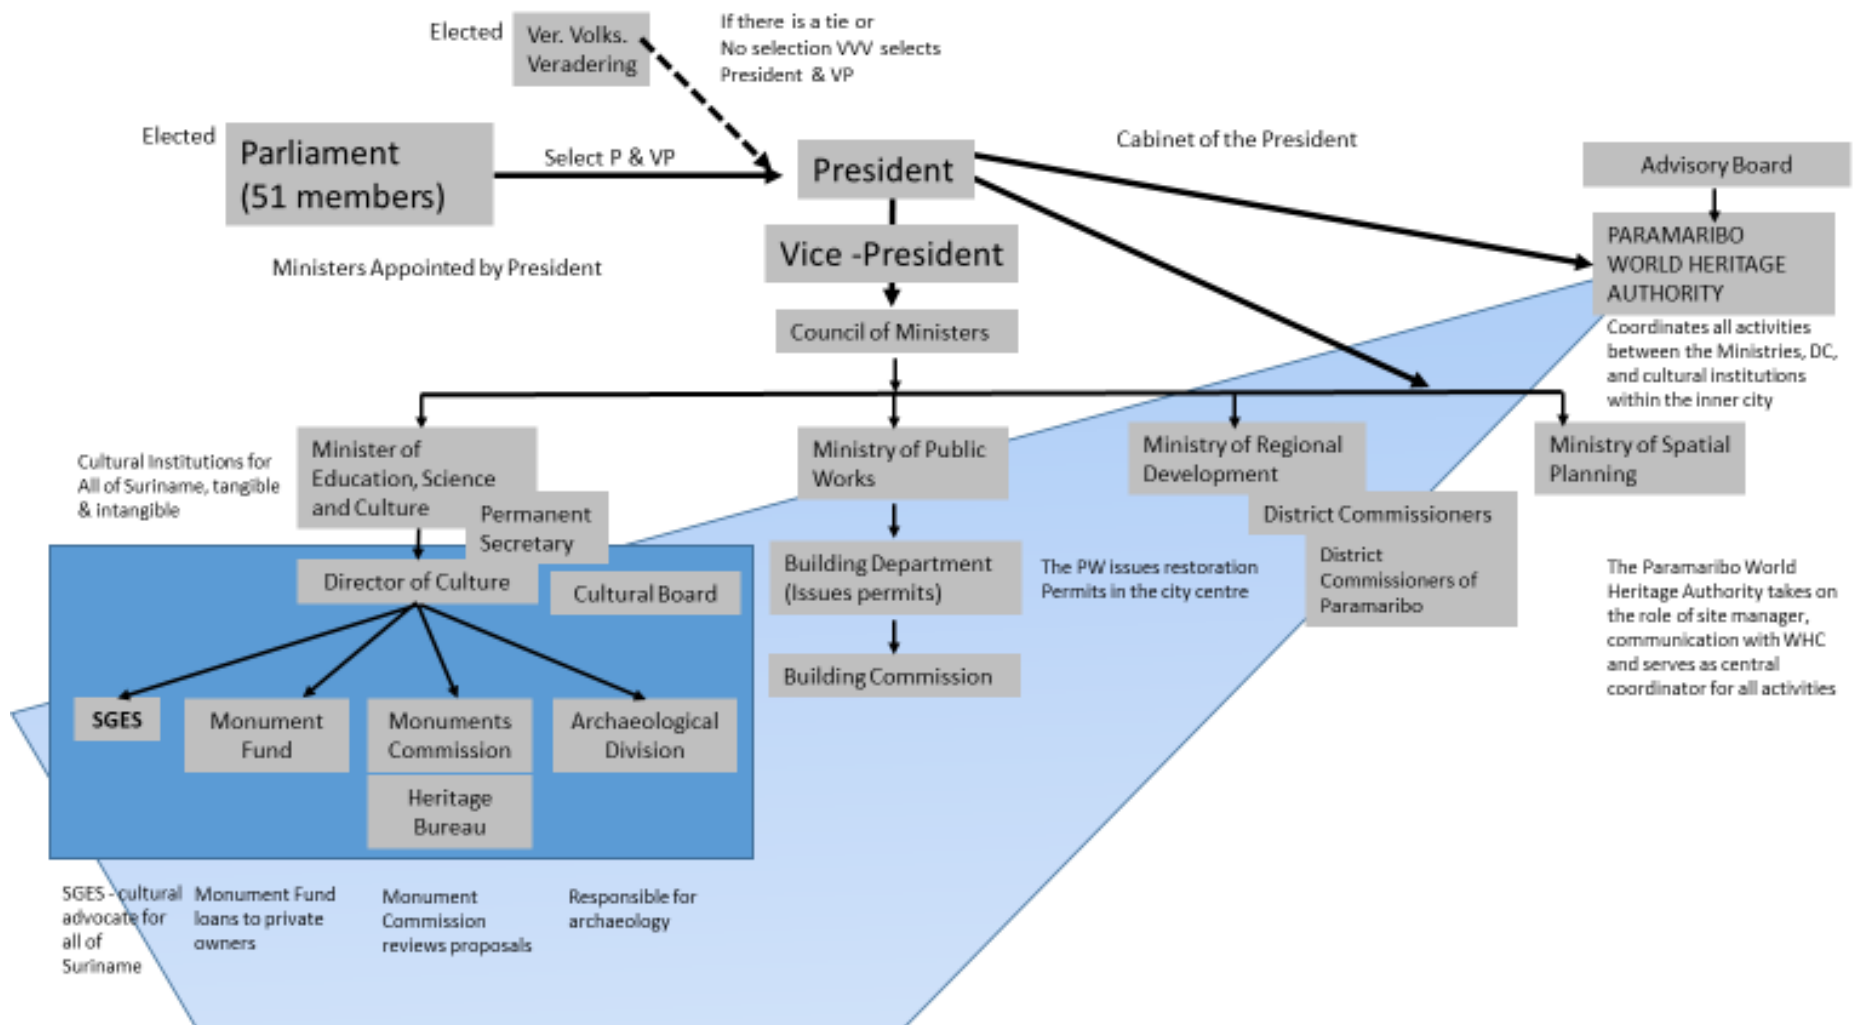 Elected
Ver. Volks.
Veradering
If there is a tie or
No selection VVV selects
President & VP
Elected
Parliament
(51 members)
Select P & VP
President
Cabinet of the President
Advisory Board
Vice -President
PARAMARIBO
WORLD HERITAGE
AUTHORITY
Ministers Appointed by President
Council of Ministers
Coordinates all activities
between the Ministries, DC,
and cultural institutions
within the inner city
Cultural Institutions for
All of Suriname, tangible
& intangible
Minister of
Education, Science
and Culture
Permanent
Secretary
Ministry of Public
Works
Ministry of Regional
Development
District Commissioners
District
Commissioners of
Paramaribo
Ministry of Spatial
Planning
Director of Culture
Cultural Board
Building Department
(Issues permits)
The PW issues restoration
Permits in the city centre
The Paramaribo World
Heritage Authority takes on
the role of site manager,
communication with WHC
and serves as central
coordinator for all activities
Building Commission
SGES
Monument
Fund
Monuments
Commission
Heritage
Bureau
Archaeological
Division
SGES - cultural
advocate for
all of
Suriname
Monument Fund
loans to private
owners
Monument
Commission
reviews proposals
Responsible for
archaeology